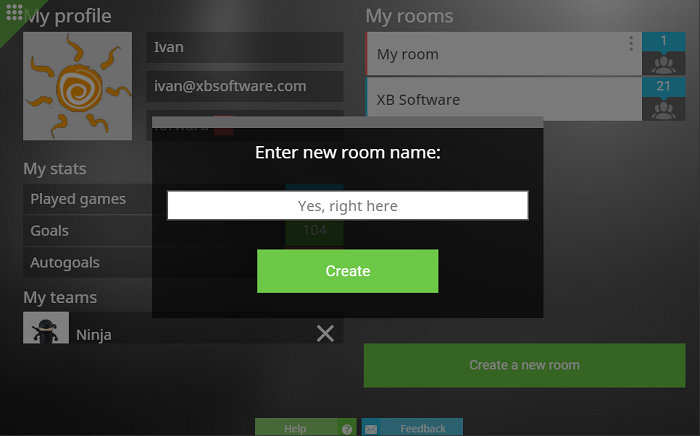 My profile
Ivan
ivan@xbsoftware.com
forward
My stats
Played games
Goals
104
Autogoals
My teams
Ninja
My rooms
My room
1
XB Software
21
Enter new room name:
Yes, right here
Create
Create a new room
Help
?
Feedback